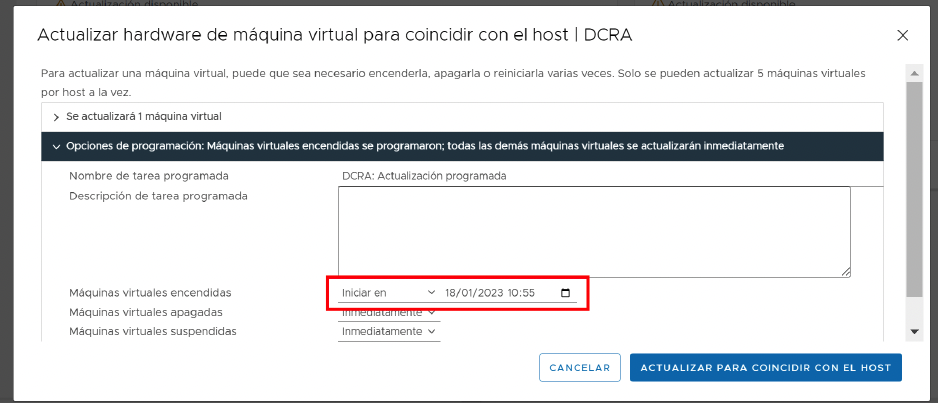 Actualización disponible
Actualización disponible
Actualizar hardware de máquina virtual para coincidir con el host | DCRA
Para actualizar una máquina virtual, puede que sea necesario encenderla, apagarla o reiniciarla varias veces. Solo se pueden actualizar 5 máquinas virtuales
por host a la vez.
Se actualizará 1 máquina virtual
Opciones de programación: Máquinas virtuales encendidas se programaron; todas las demás máquinas virtuales se actualizarán inmediatamente
Nombre de tarea programada DCRA: Actualización programada
Descripción de tarea programada
Máquinas virtuales encendidas Iniciar en 18/01/2023 10:55
Máquinas virtuales apagadas Inmediatamente
Máquinas virtuales suspendidas Inmediatamente
CANCELAR ACTUALIZAR PARA COINCIDIR CON EL HOST